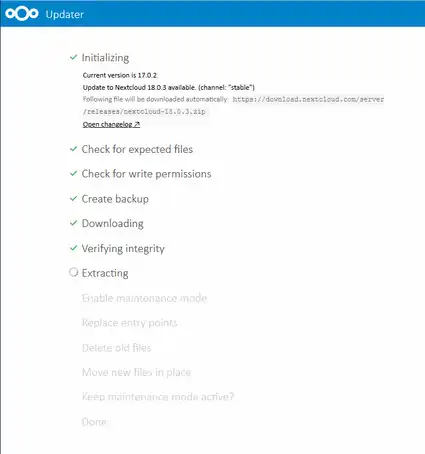 Updater
Initializing
Current version is 17.0.2.
Update to Nextcloud 18.0.3 available. (channel: "stable")
Following file will be downloaded automatically: https://download.nextcloud.com/server
/releases/nextcloud-18.0.3.zip
Open changelog ↗
Check for expected files
Check for write permissions
Create backup
Downloading
Verifying integrity
Extracting
Enable maintenance mode
Replace entry points
Delete old files
Move new files in place
Keep maintenance mode active?
Done